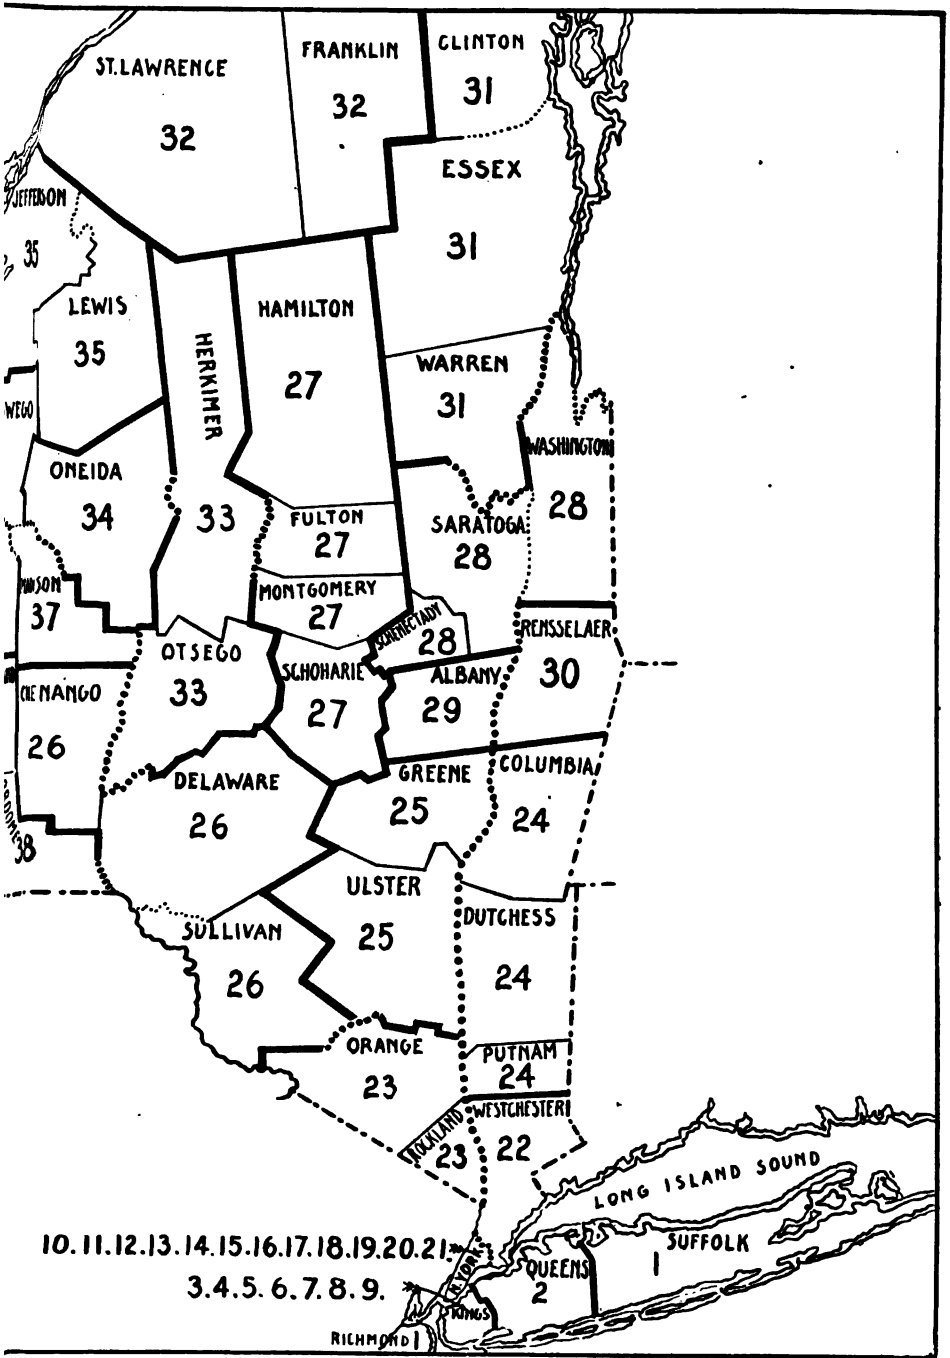 ST. LAWRENCE
32
FRANKLIN
32
CLINTON
31
ESSEX
31
JEFFERSON
35
LEWIS
35
HERKIMER
33
HAMILTON
27
WARREN
31
WASHINGTON
28
WEGO
ONEIDA
34
FULTON
27
SARATOGA
28
MONTGOMERY
27
SCHENECTADY
28
RENSSELAER
30
37
OTSEGO
33
SCHOHARIE
27
ALBANY
29
CHENANGO
26
DELAWARE
26
GREENE
25
COLUMBIA
24
BROOME
38
ULSTER
25
DUTCHESS
24
SULLIVAN
26
ORANGE
23
PUTNAM
24
ROCKLAND
23
WESTCHESTER
22
LONG ISLAND SOUND
10. 11. 12. 13. 14. 15. 16. 17. 18. 19. 20. 21.
3. 4. 5. 6. 7. 8. 9.
N. YORK
QUEENS
2
SUFFOLK
1
KINGS
RICHMOND 1